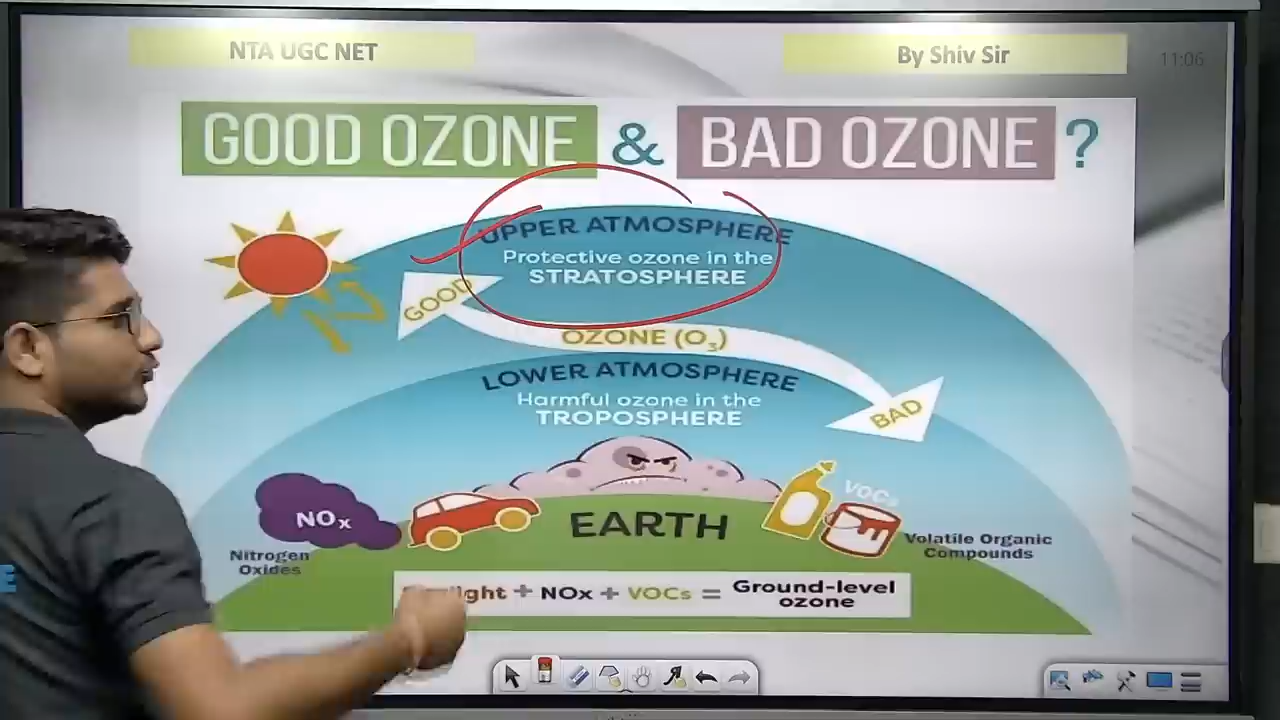 NTA UGC NET
By Shiv Sir
11:06
GOOD OZONE & BAD OZONE ?
UPPER ATMOSPHERE
Protective ozone in the
STRATOSPHERE
GOOD
OZONE (O₃)
BAD
LOWER ATMOSPHERE
Harmful ozone in the
TROPOSPHERE
NOx
Nitrogen
Oxides
EARTH
VOCs
Volatile Organic
Compounds
+ NOx + VOCs = Ground-level
ozone
E